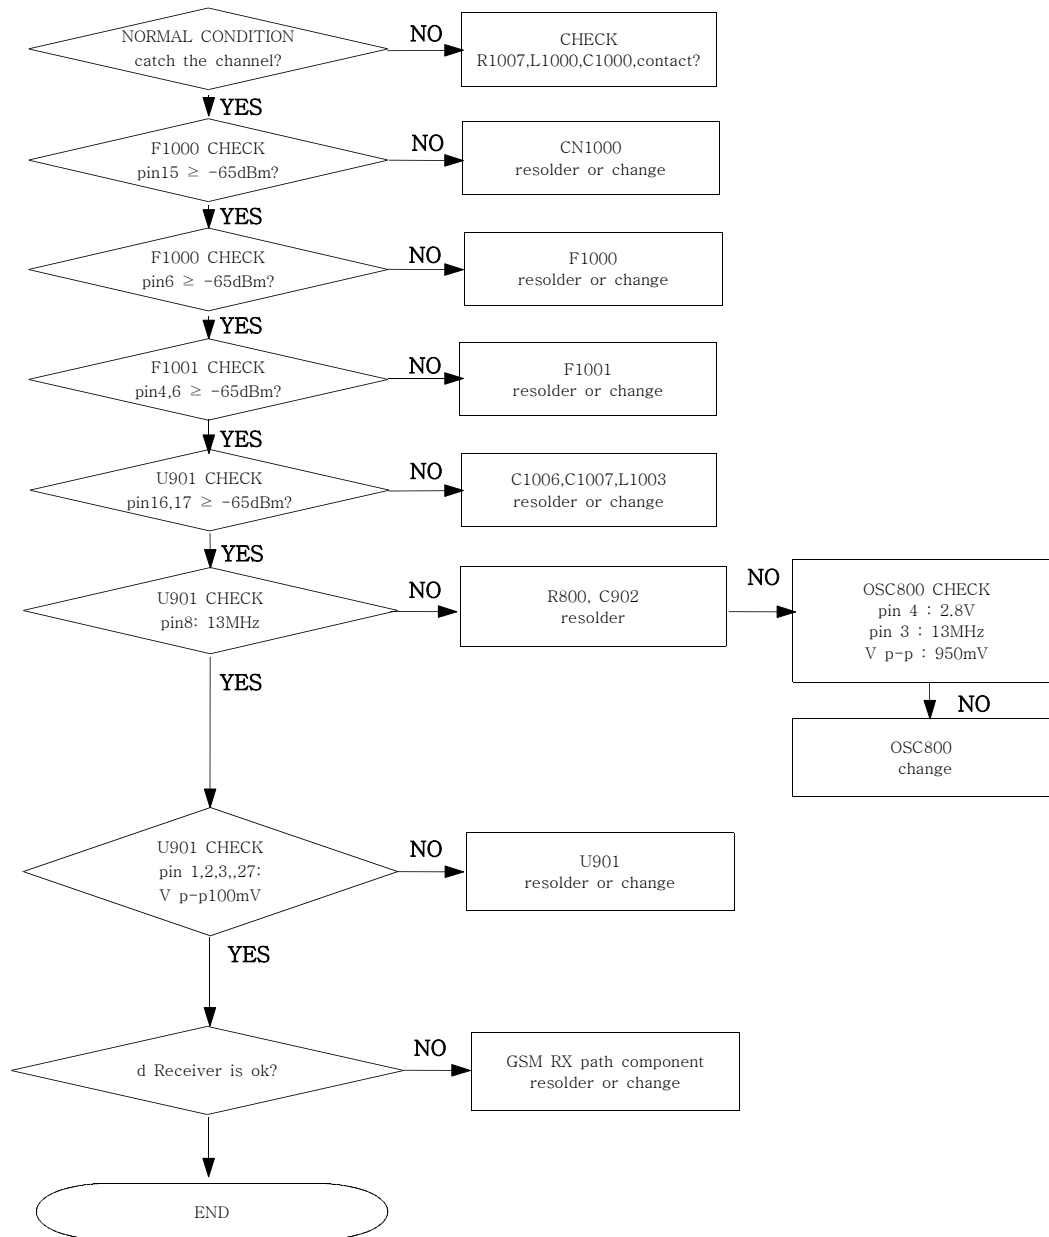 NORMAL CONDITION
catch the channel?
NO
CHECK
R1007,L1000,C1000,contact?
YES
F1000 CHECK
pin15 ≥ -65dBm?
NO
CN1000
resolder or change
YES
F1000 CHECK
pin6 ≥ -65dBm?
NO
F1000
resolder or change
YES
F1001 CHECK
pin4,6 ≥ -65dBm?
NO
F1001
resolder or change
YES
U901 CHECK
pin16,17 ≥ -65dBm?
NO
C1006,C1007,L1003
resolder or change
YES
U901 CHECK
pin8: 13MHz
NO
R800, C902
resolder
NO
OSC800 CHECK
pin 4 : 2.8V
pin 3 : 13MHz
V p-p : 950mV
YES
NO
OSC800
change
U901 CHECK
pin 1,2,3,,27:
V p-p100mV
NO
U901
resolder or change
YES
d Receiver is ok?
NO
GSM RX path component
resolder or change
END